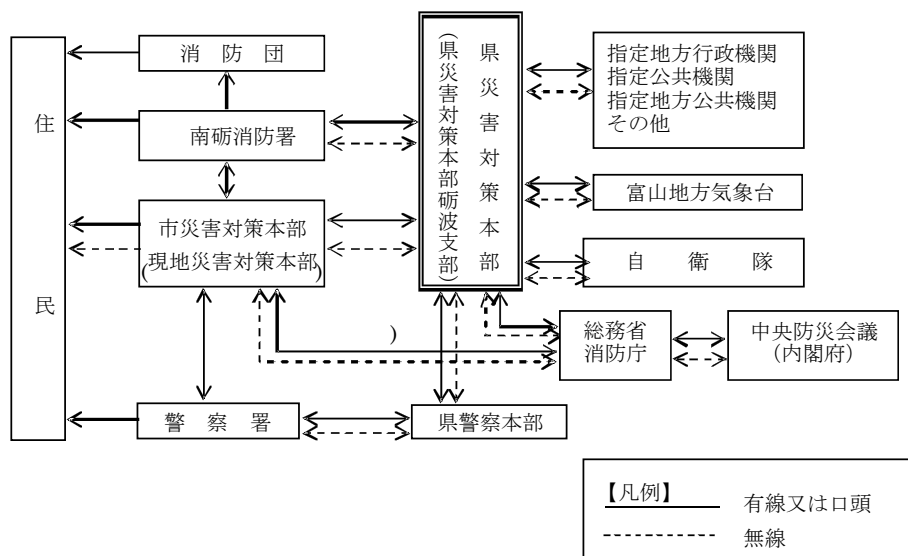 住民
消防団
南砺消防署
市災害対策本部
(現地災害対策本部)
警察署
県災害対策本部
(県災害対策本部砺波支部)
県警察本部
)
指定地方行政機関
指定公共機関
指定地方公共機関
その他
富山地方気象台
自衛隊
総務省
消防庁
中央防災会議
(内閣府)
【凡例】
有線又は口頭
無線